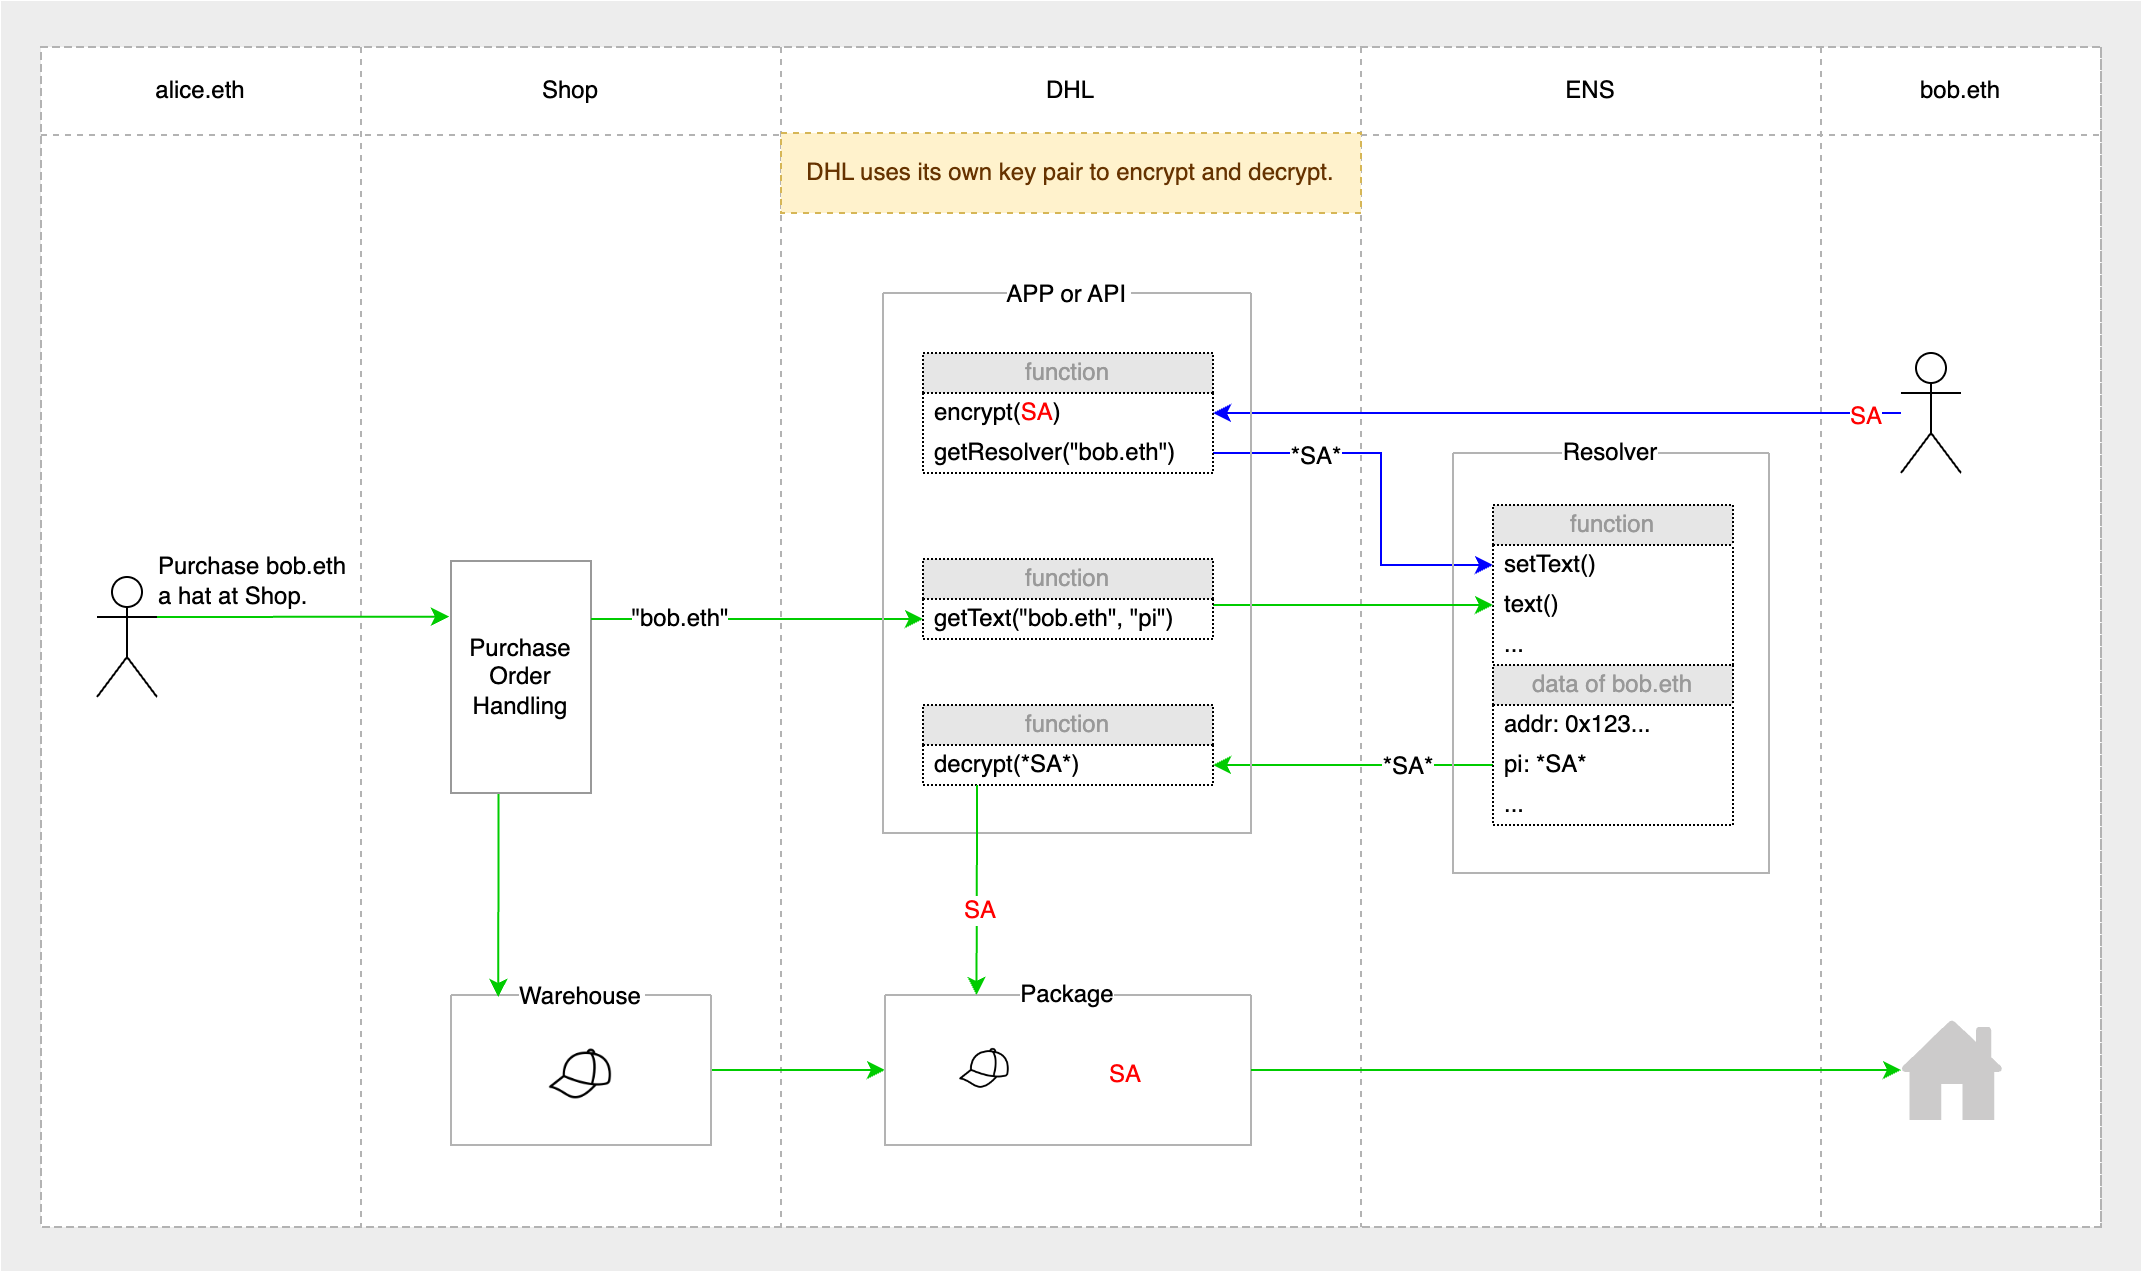 alice.eth
Shop
DHL
ENS
bob.eth
DHL uses its own key pair to encrypt and decrypt.
APP or API
function
encrypt(SA)
getResolver("bob.eth")
SA
*SA*
Resolver
function
setText()
text()
...
data of bob.eth
addr: 0x123...
pi: *SA*
...
Purchase bob.eth
a hat at Shop.
Purchase
Order
Handling
"bob.eth"
function
getText("bob.eth", "pi")
function
decrypt(*SA*)
*SA*
SA
Warehouse
Package
SA